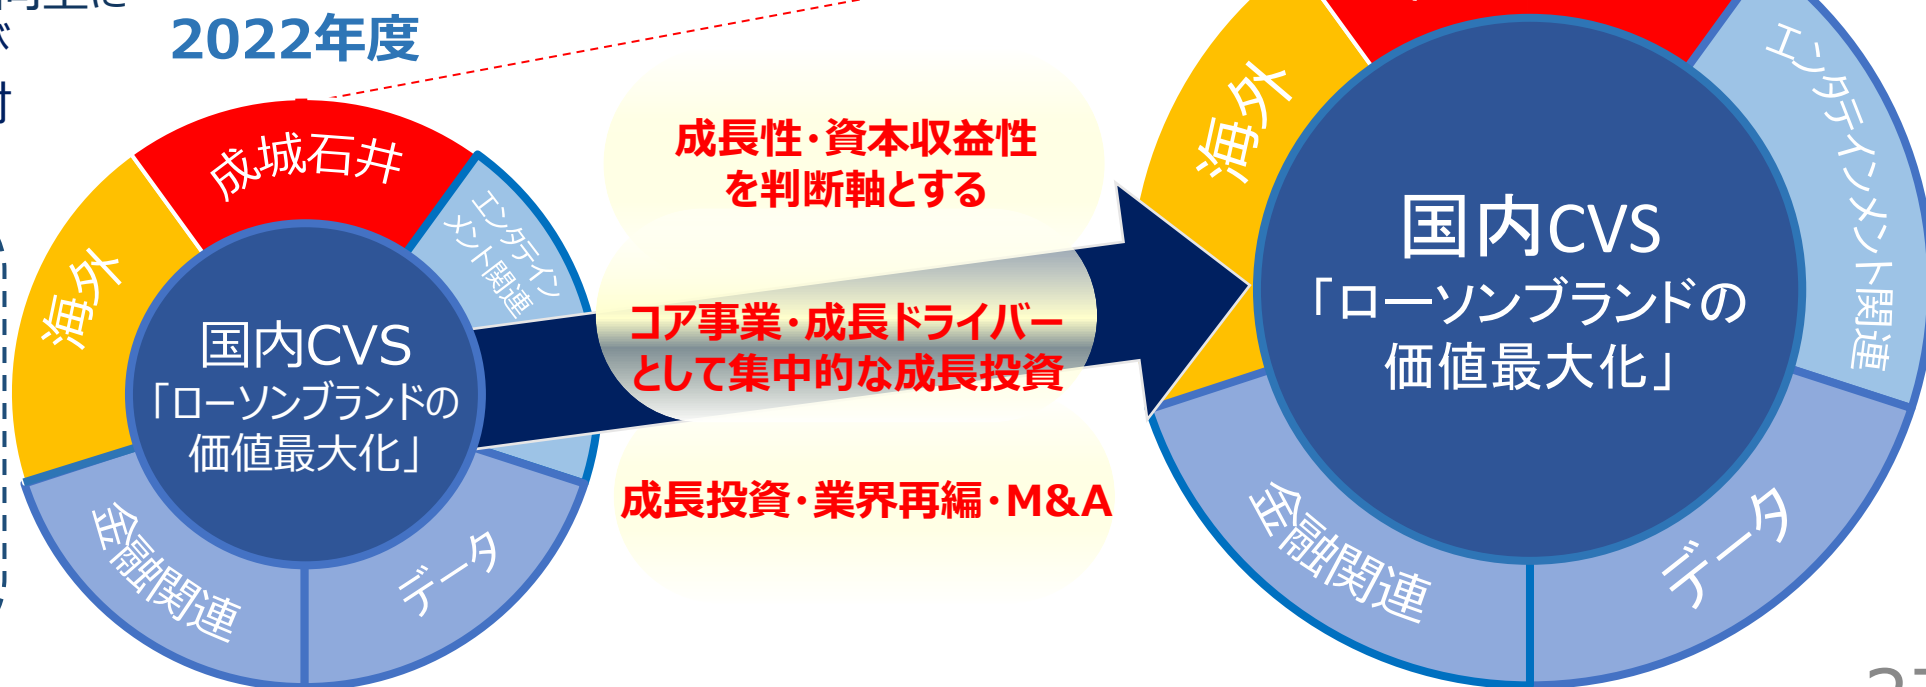 2022年度
成城石井
エンタテイン
メント関連
海外
国内CVS
「ローソンブランドの
価値最大化」
金融関連
データ
成長性・資本収益性
を判断軸とする
コア事業・成長ドライバー
として集中的な成長投資
成長投資・業界再編・M&A
海外
エンタテインメント関連
国内CVS
「ローソンブランドの
価値最大化」
金融関連
データ